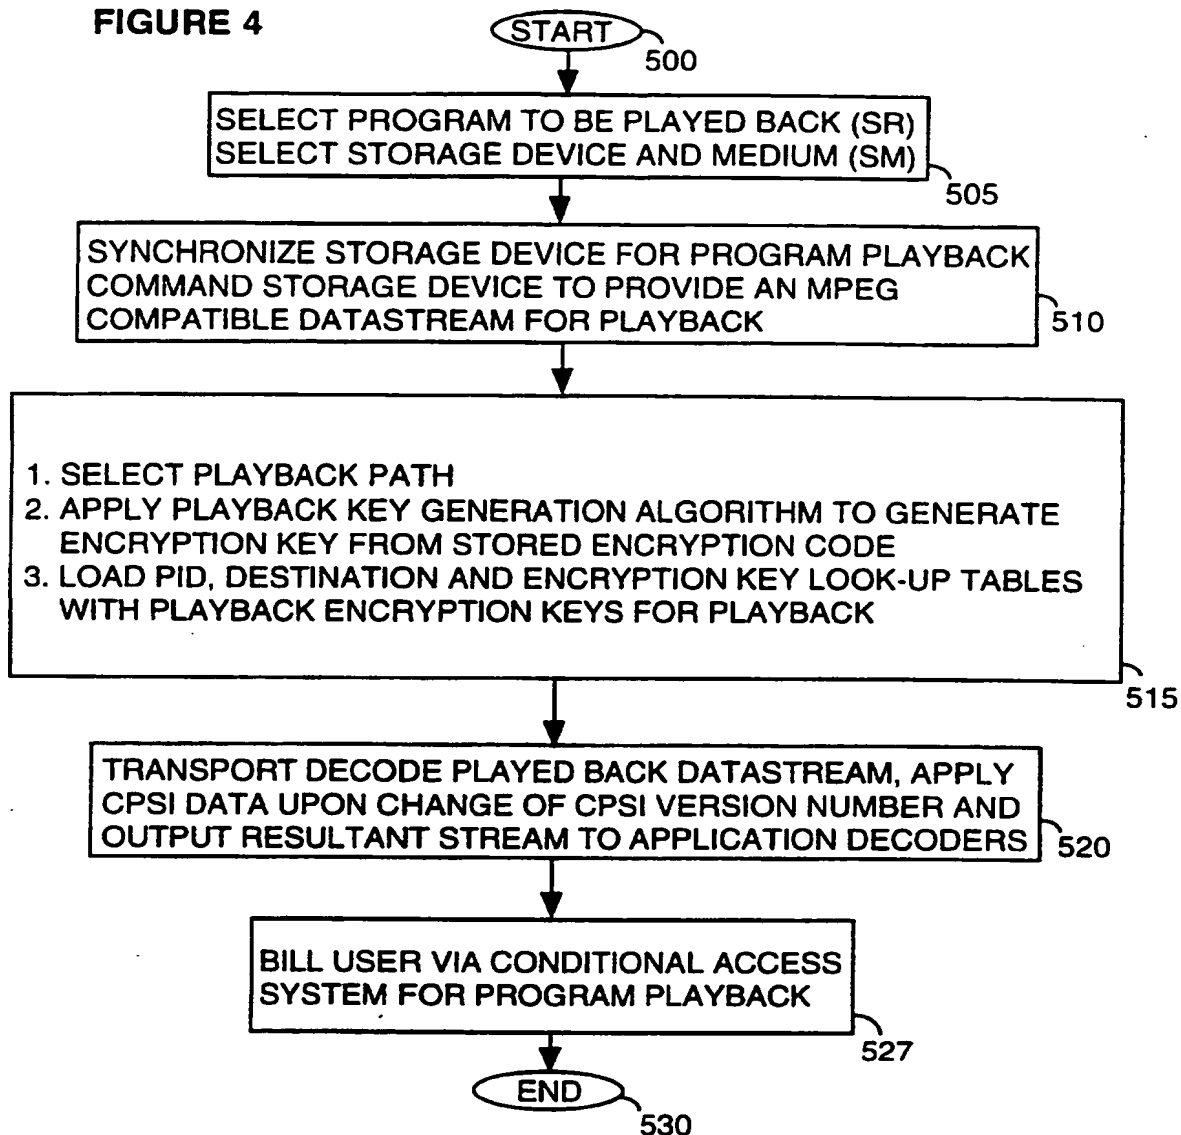 FIGURE 4
START
500
SELECT PROGRAM TO BE PLAYED BACK (SR)
SELECT STORAGE DEVICE AND MEDIUM (SM)
505
SYNCHRONIZE STORAGE DEVICE FOR PROGRAM PLAYBACK
COMMAND STORAGE DEVICE TO PROVIDE AN MPEG
COMPATIBLE DATASTREAM FOR PLAYBACK
510
1. SELECT PLAYBACK PATH
2. APPLY PLAYBACK KEY GENERATION ALGORITHM TO GENERATE
ENCRYPTION KEY FROM STORED ENCRYPTION CODE
3. LOAD PID, DESTINATION AND ENCRYPTION KEY LOOK-UP TABLES
WITH PLAYBACK ENCRYPTION KEYS FOR PLAYBACK
515
TRANSPORT DECODE PLAYED BACK DATASTREAM, APPLY
CPSI DATA UPON CHANGE OF CPSI VERSION NUMBER AND
OUTPUT RESULTANT STREAM TO APPLICATION DECODERS
520
BILL USER VIA CONDITIONAL ACCESS
SYSTEM FOR PROGRAM PLAYBACK
527
END
530